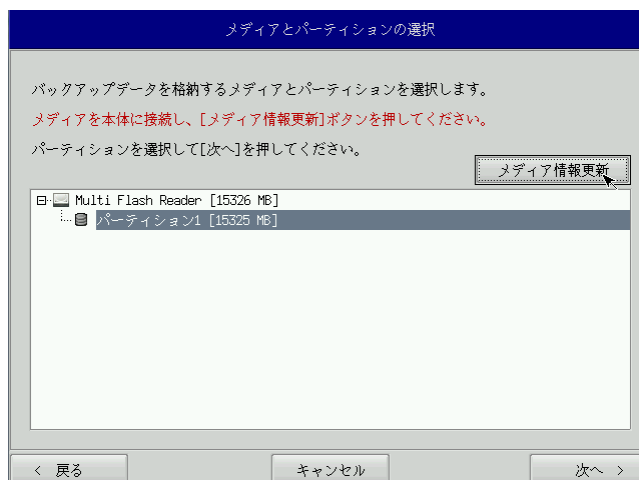 メディアとパーティションの選択
バックアップデータを格納するメディアとパーティションを選択します。
メディアを本体に接続し、[メディア情報更新]ボタンを押してください。
パーティションを選択して[次へ]を押してください。
メディア情報更新
Multi Flash Reader [15326 MB]
パーティション1 [15325 MB]
< 戻る
キャンセル
次へ >